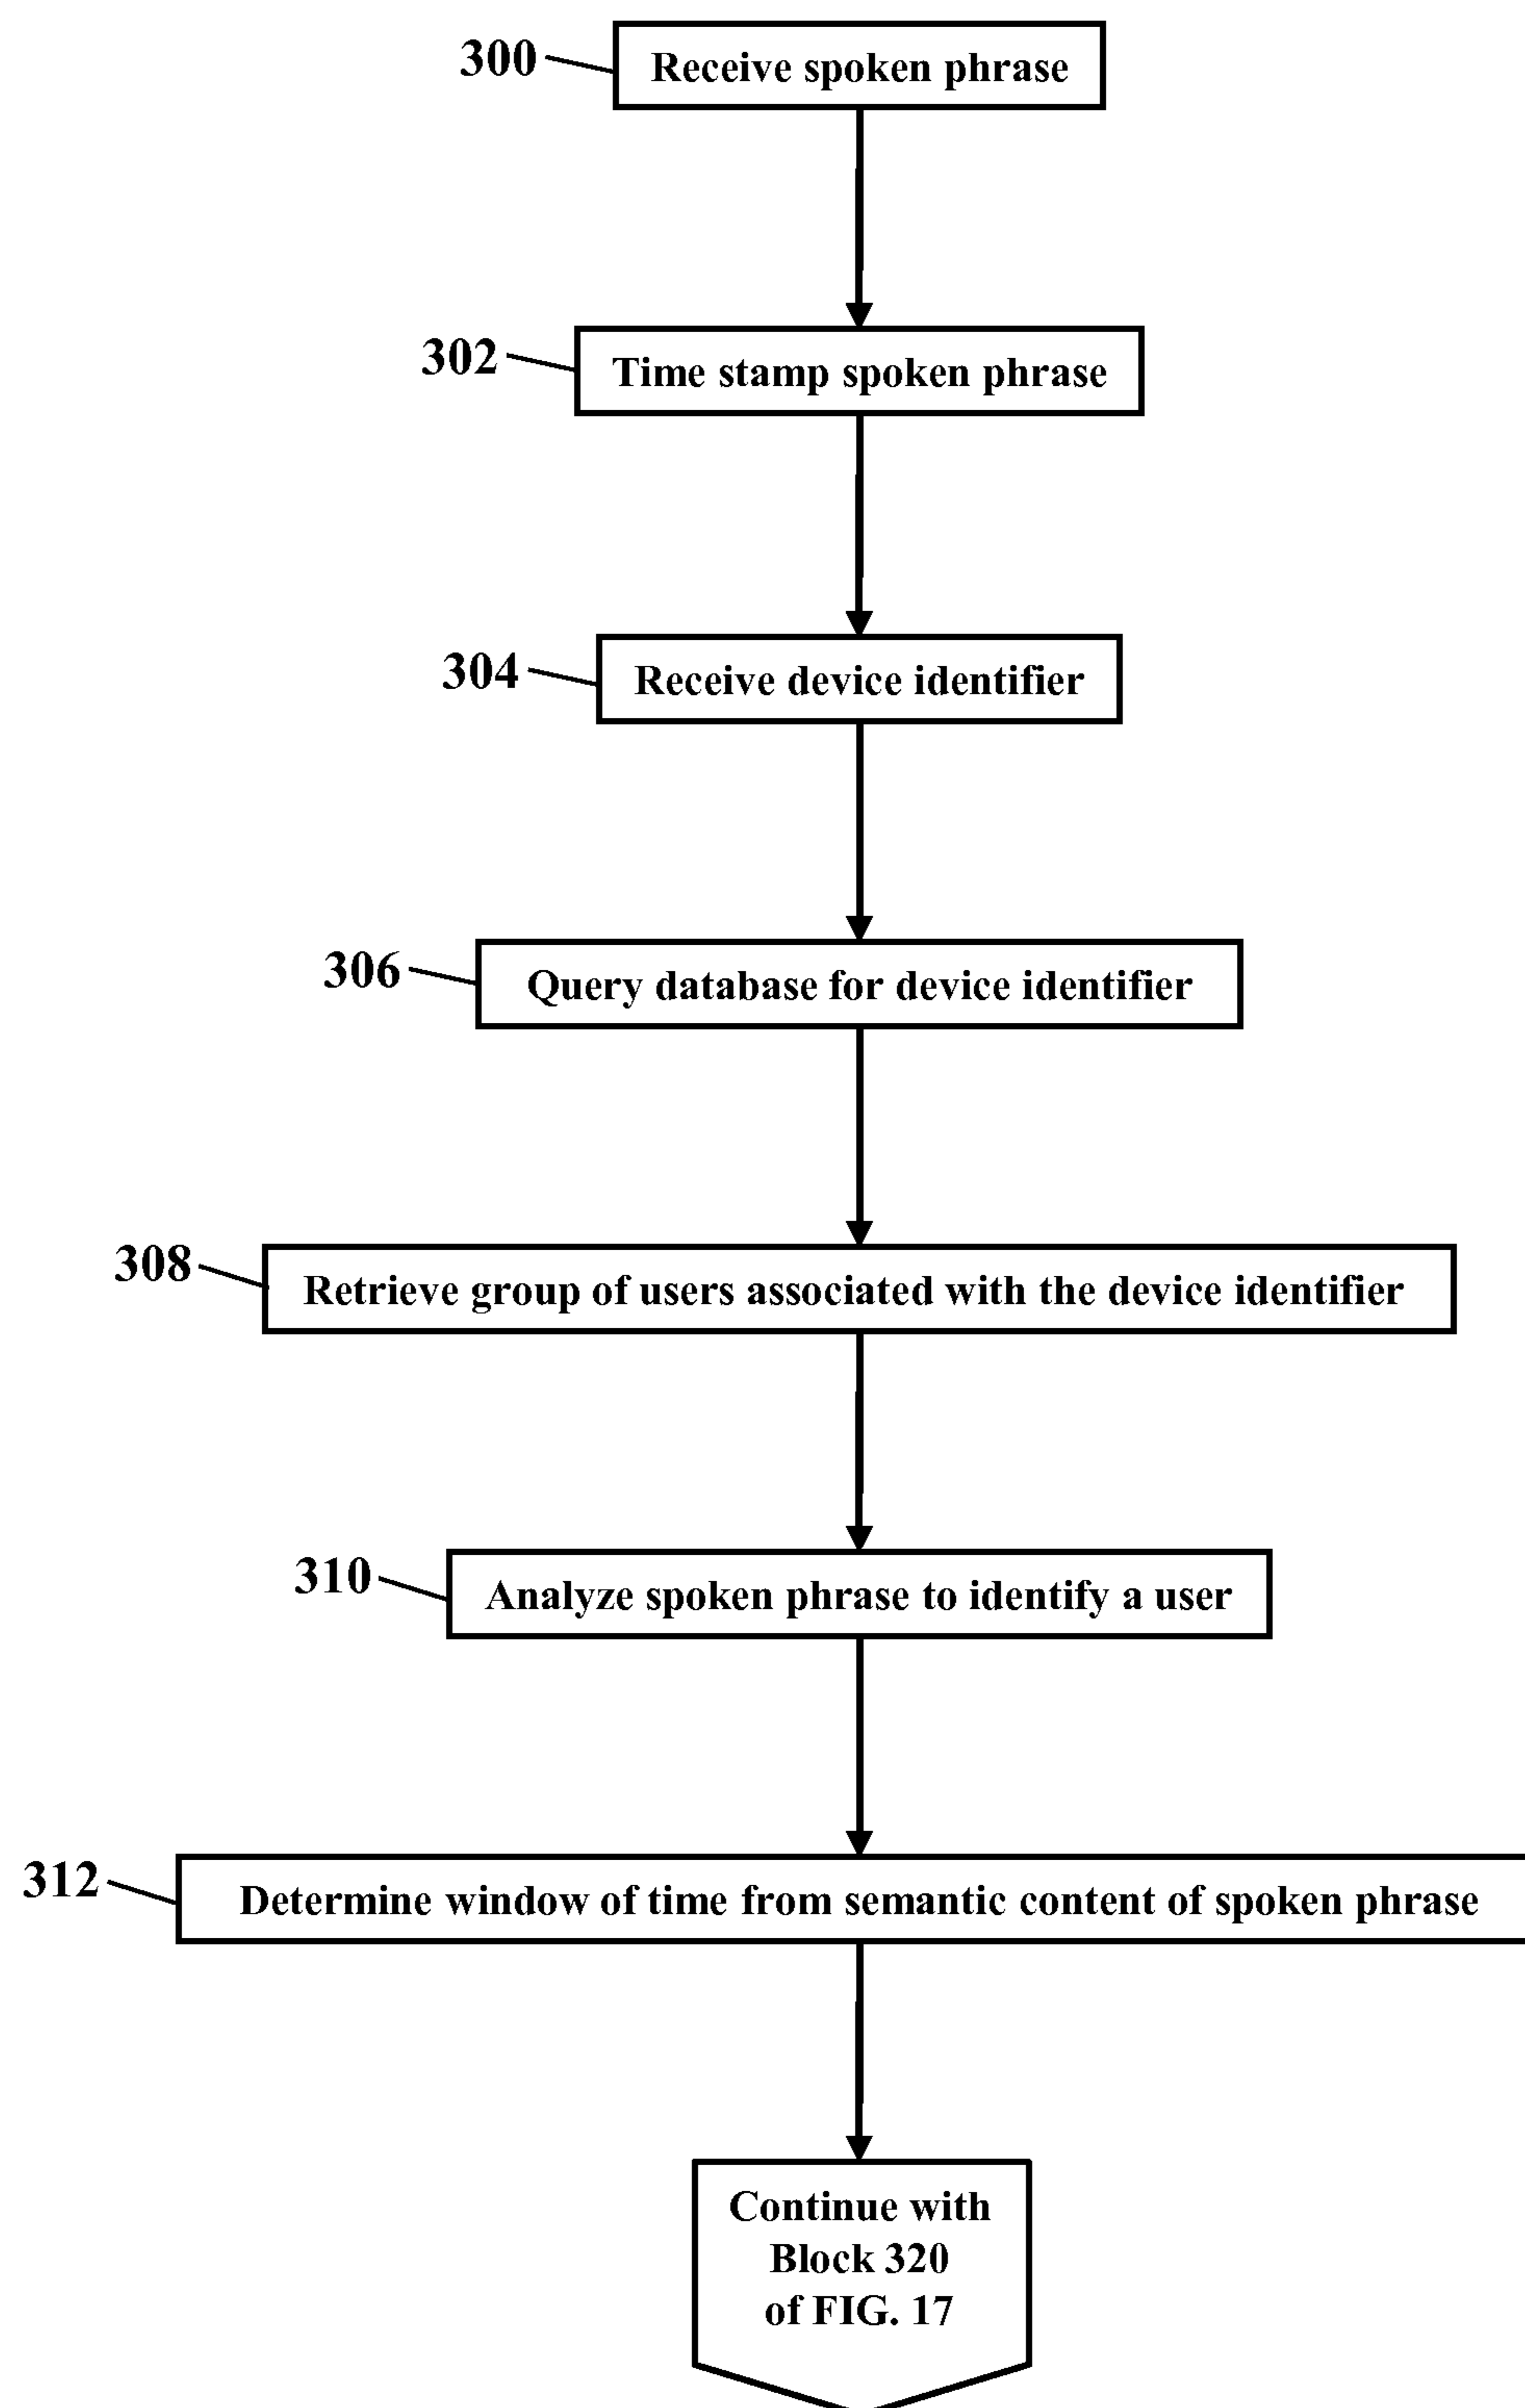 300
Receive spoken phrase
302
Time stamp spoken phrase
304
Receive device identifier
306
Query database for device identifier
308
Retrieve group of users associated with the device identifier
310
Analyze spoken phrase to identify a user
312
Determine window of time from semantic content of spoken phrase
Continue with
Block 320
of FIG. 17